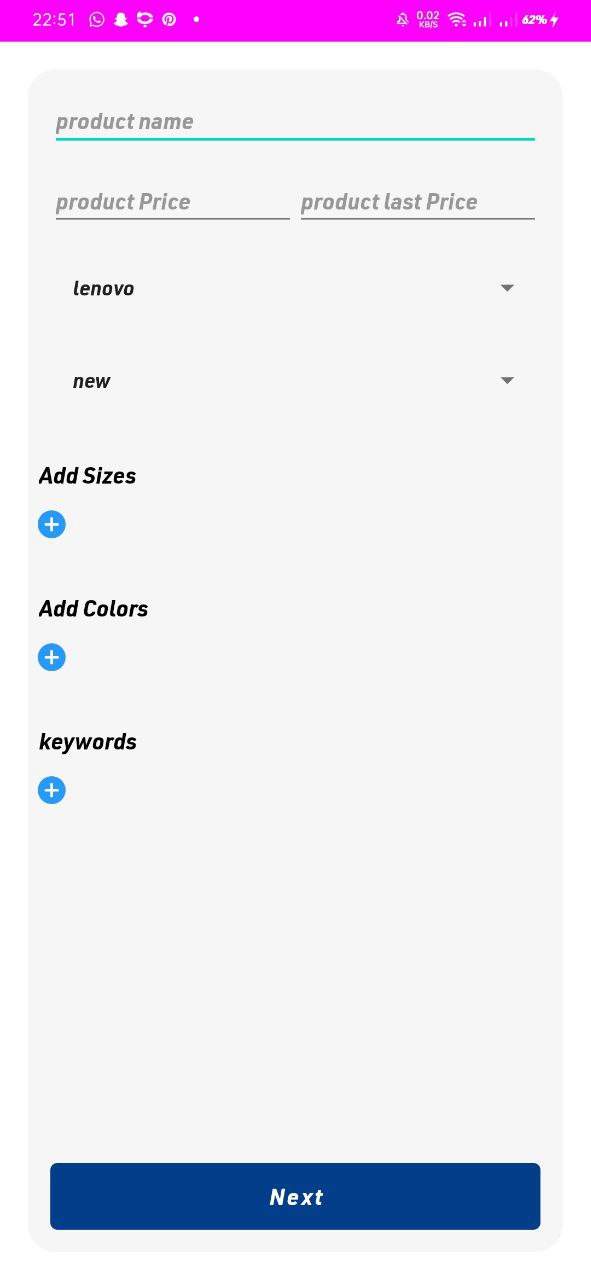 22:51 0.02 KB/S 62%
product name
product Price product last Price
lenovo
new
Add Sizes
Add Colors
keywords
Next